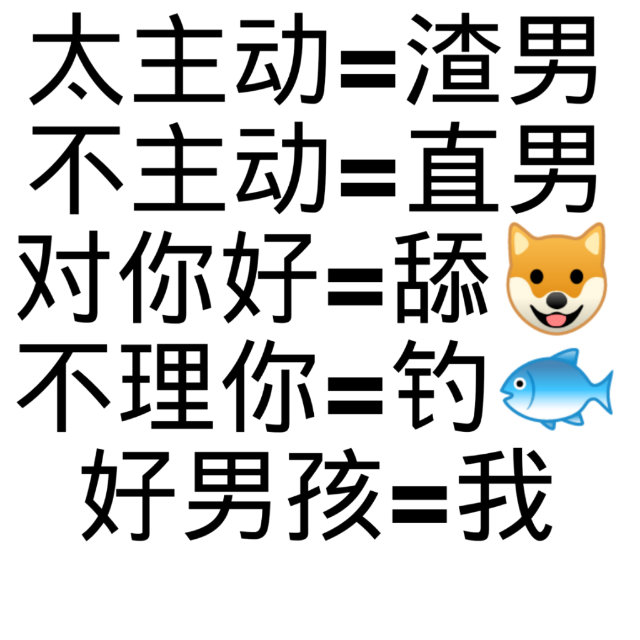 太主动=渣男
不主动=直男
对你好=舔🐶
不理你=钓🐟
好男孩=我